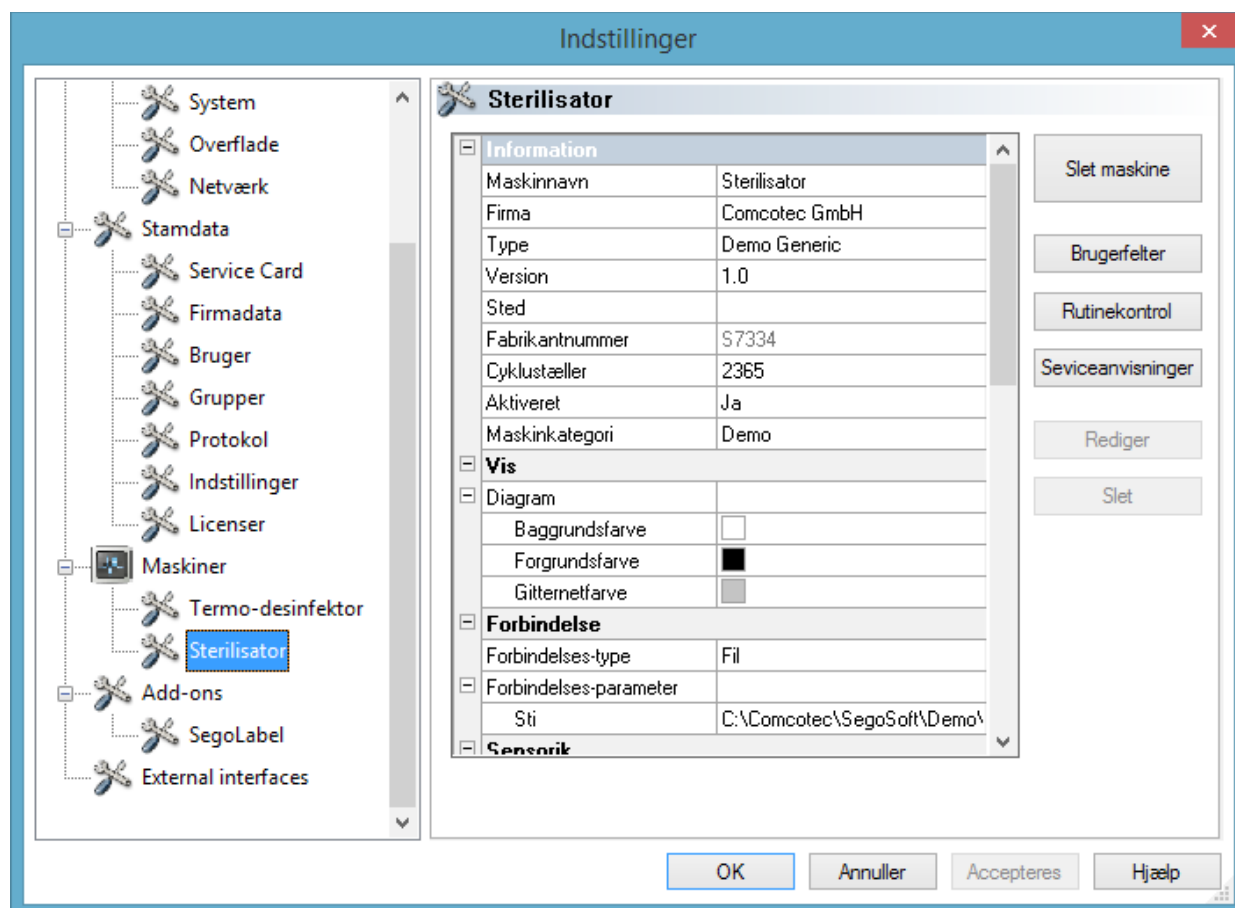 Indstillinger
System
Overflade
Netværk
Stamdata
Service Card
Firmadata
Bruger
Grupper
Protokol
Indstillinger
Licenser
Maskiner
Termo-desinfektor
Sterilisator
Add-ons
SegoLabel
External interfaces
Sterilisator
Information
Maskinnavn Sterilisator
Firma Comcotec GmbH
Type Demo Generic
Version 1.0
Sted
Fabrikantnummer S7334
Cyklustæller 2365
Aktiveret Ja
Maskinkategori Demo
Vis
Diagram
Baggrundsfarve
Forgrundsfarve
Gitternetfarve
Forbindelse
Forbindelses-type Fil
Forbindelses-parameter
Sti C:\Comcotec\SegoSoft\Demo\
Sensorik
Slet maskine
Brugerfelter
Rutinekontrol
Seviceanvisninger
Rediger
Slet
OK Annuller Accepteres Hjælp